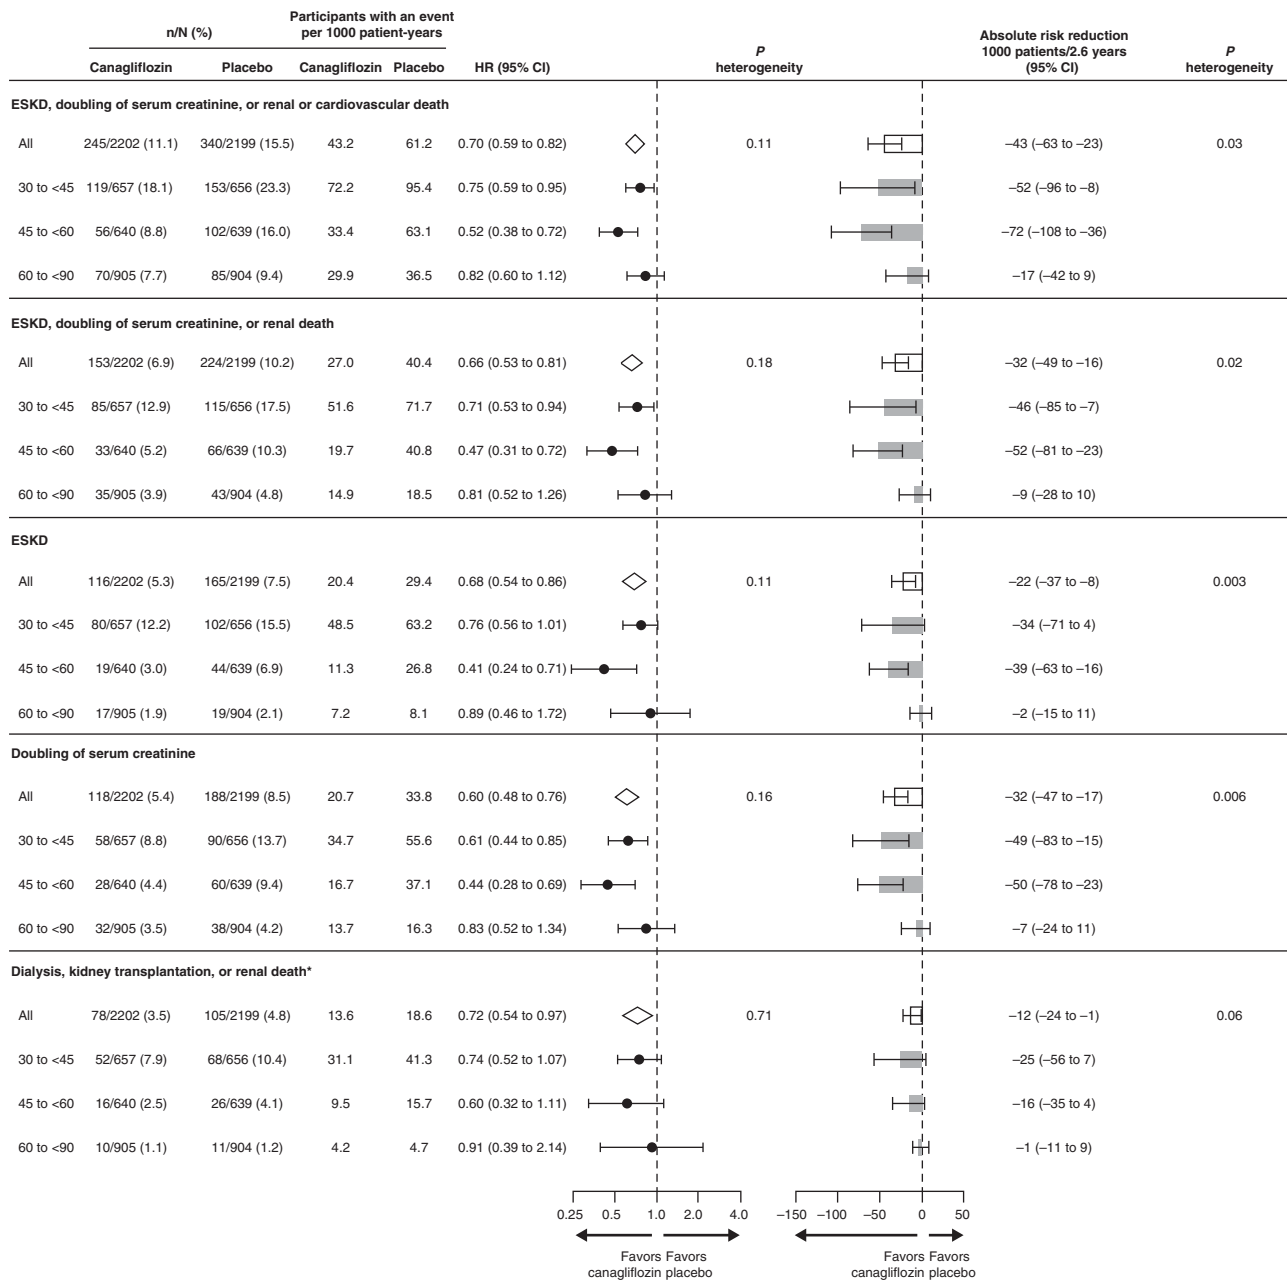 n/N (%)
Participants with an event
per 1000 patient-years
Canagliflozin Placebo Canagliflozin Placebo HR (95% CI)
P
heterogeneity
Absolute risk reduction
1000 patients/2.6 years
(95% CI)
P
heterogeneity
ESKD, doubling of serum creatinine, or renal or cardiovascular death
All 245/2202 (11.1) 340/2199 (15.5) 43.2 61.2 0.70 (0.59 to 0.82) 0.11 –43 (–63 to –23) 0.03
30 to <45 119/657 (18.1) 153/656 (23.3) 72.2 95.4 0.75 (0.59 to 0.95) –52 (–96 to –8)
45 to <60 56/640 (8.8) 102/639 (16.0) 33.4 63.1 0.52 (0.38 to 0.72) –72 (–108 to –36)
60 to <90 70/905 (7.7) 85/904 (9.4) 29.9 36.5 0.82 (0.60 to 1.12) –17 (–42 to 9)
ESKD, doubling of serum creatinine, or renal death
All 153/2202 (6.9) 224/2199 (10.2) 27.0 40.4 0.66 (0.53 to 0.81) 0.18 –32 (–49 to –16) 0.02
30 to <45 85/657 (12.9) 115/656 (17.5) 51.6 71.7 0.71 (0.53 to 0.94) –46 (–85 to –7)
45 to <60 33/640 (5.2) 66/639 (10.3) 19.7 40.8 0.47 (0.31 to 0.72) –52 (–81 to –23)
60 to <90 35/905 (3.9) 43/904 (4.8) 14.9 18.5 0.81 (0.52 to 1.26) –9 (–28 to 10)
ESKD
All 116/2202 (5.3) 165/2199 (7.5) 20.4 29.4 0.68 (0.54 to 0.86) 0.11 –22 (–37 to –8) 0.003
30 to <45 80/657 (12.2) 102/656 (15.5) 48.5 63.2 0.76 (0.56 to 1.01) –34 (–71 to 4)
45 to <60 19/640 (3.0) 44/639 (6.9) 11.3 26.8 0.41 (0.24 to 0.71) –39 (–63 to –16)
60 to <90 17/905 (1.9) 19/904 (2.1) 7.2 8.1 0.89 (0.46 to 1.72) –2 (–15 to 11)
Doubling of serum creatinine
All 118/2202 (5.4) 188/2199 (8.5) 20.7 33.8 0.60 (0.48 to 0.76) 0.16 –32 (–47 to –17) 0.006
30 to <45 58/657 (8.8) 90/656 (13.7) 34.7 55.6 0.61 (0.44 to 0.85) –49 (–83 to –15)
45 to <60 28/640 (4.4) 60/639 (9.4) 16.7 37.1 0.44 (0.28 to 0.69) –50 (–78 to –23)
60 to <90 32/905 (3.5) 38/904 (4.2) 13.7 16.3 0.83 (0.52 to 1.34) –7 (–24 to 11)
Dialysis, kidney transplantation, or renal death*
All 78/2202 (3.5) 105/2199 (4.8) 13.6 18.6 0.72 (0.54 to 0.97) 0.71 –12 (–24 to –1) 0.06
30 to <45 52/657 (7.9) 68/656 (10.4) 31.1 41.3 0.74 (0.52 to 1.07) –25 (–56 to 7)
45 to <60 16/640 (2.5) 26/639 (4.1) 9.5 15.7 0.60 (0.32 to 1.11) –16 (–35 to 4)
60 to <90 10/905 (1.1) 11/904 (1.2) 4.2 4.7 0.91 (0.39 to 2.14) –1 (–11 to 9)
0.25 0.5 1.0 2.0 4.0 –150 –100 –50 0 50
Favors Favors Favors Favors
canagliflozin placebo canagliflozin placebo